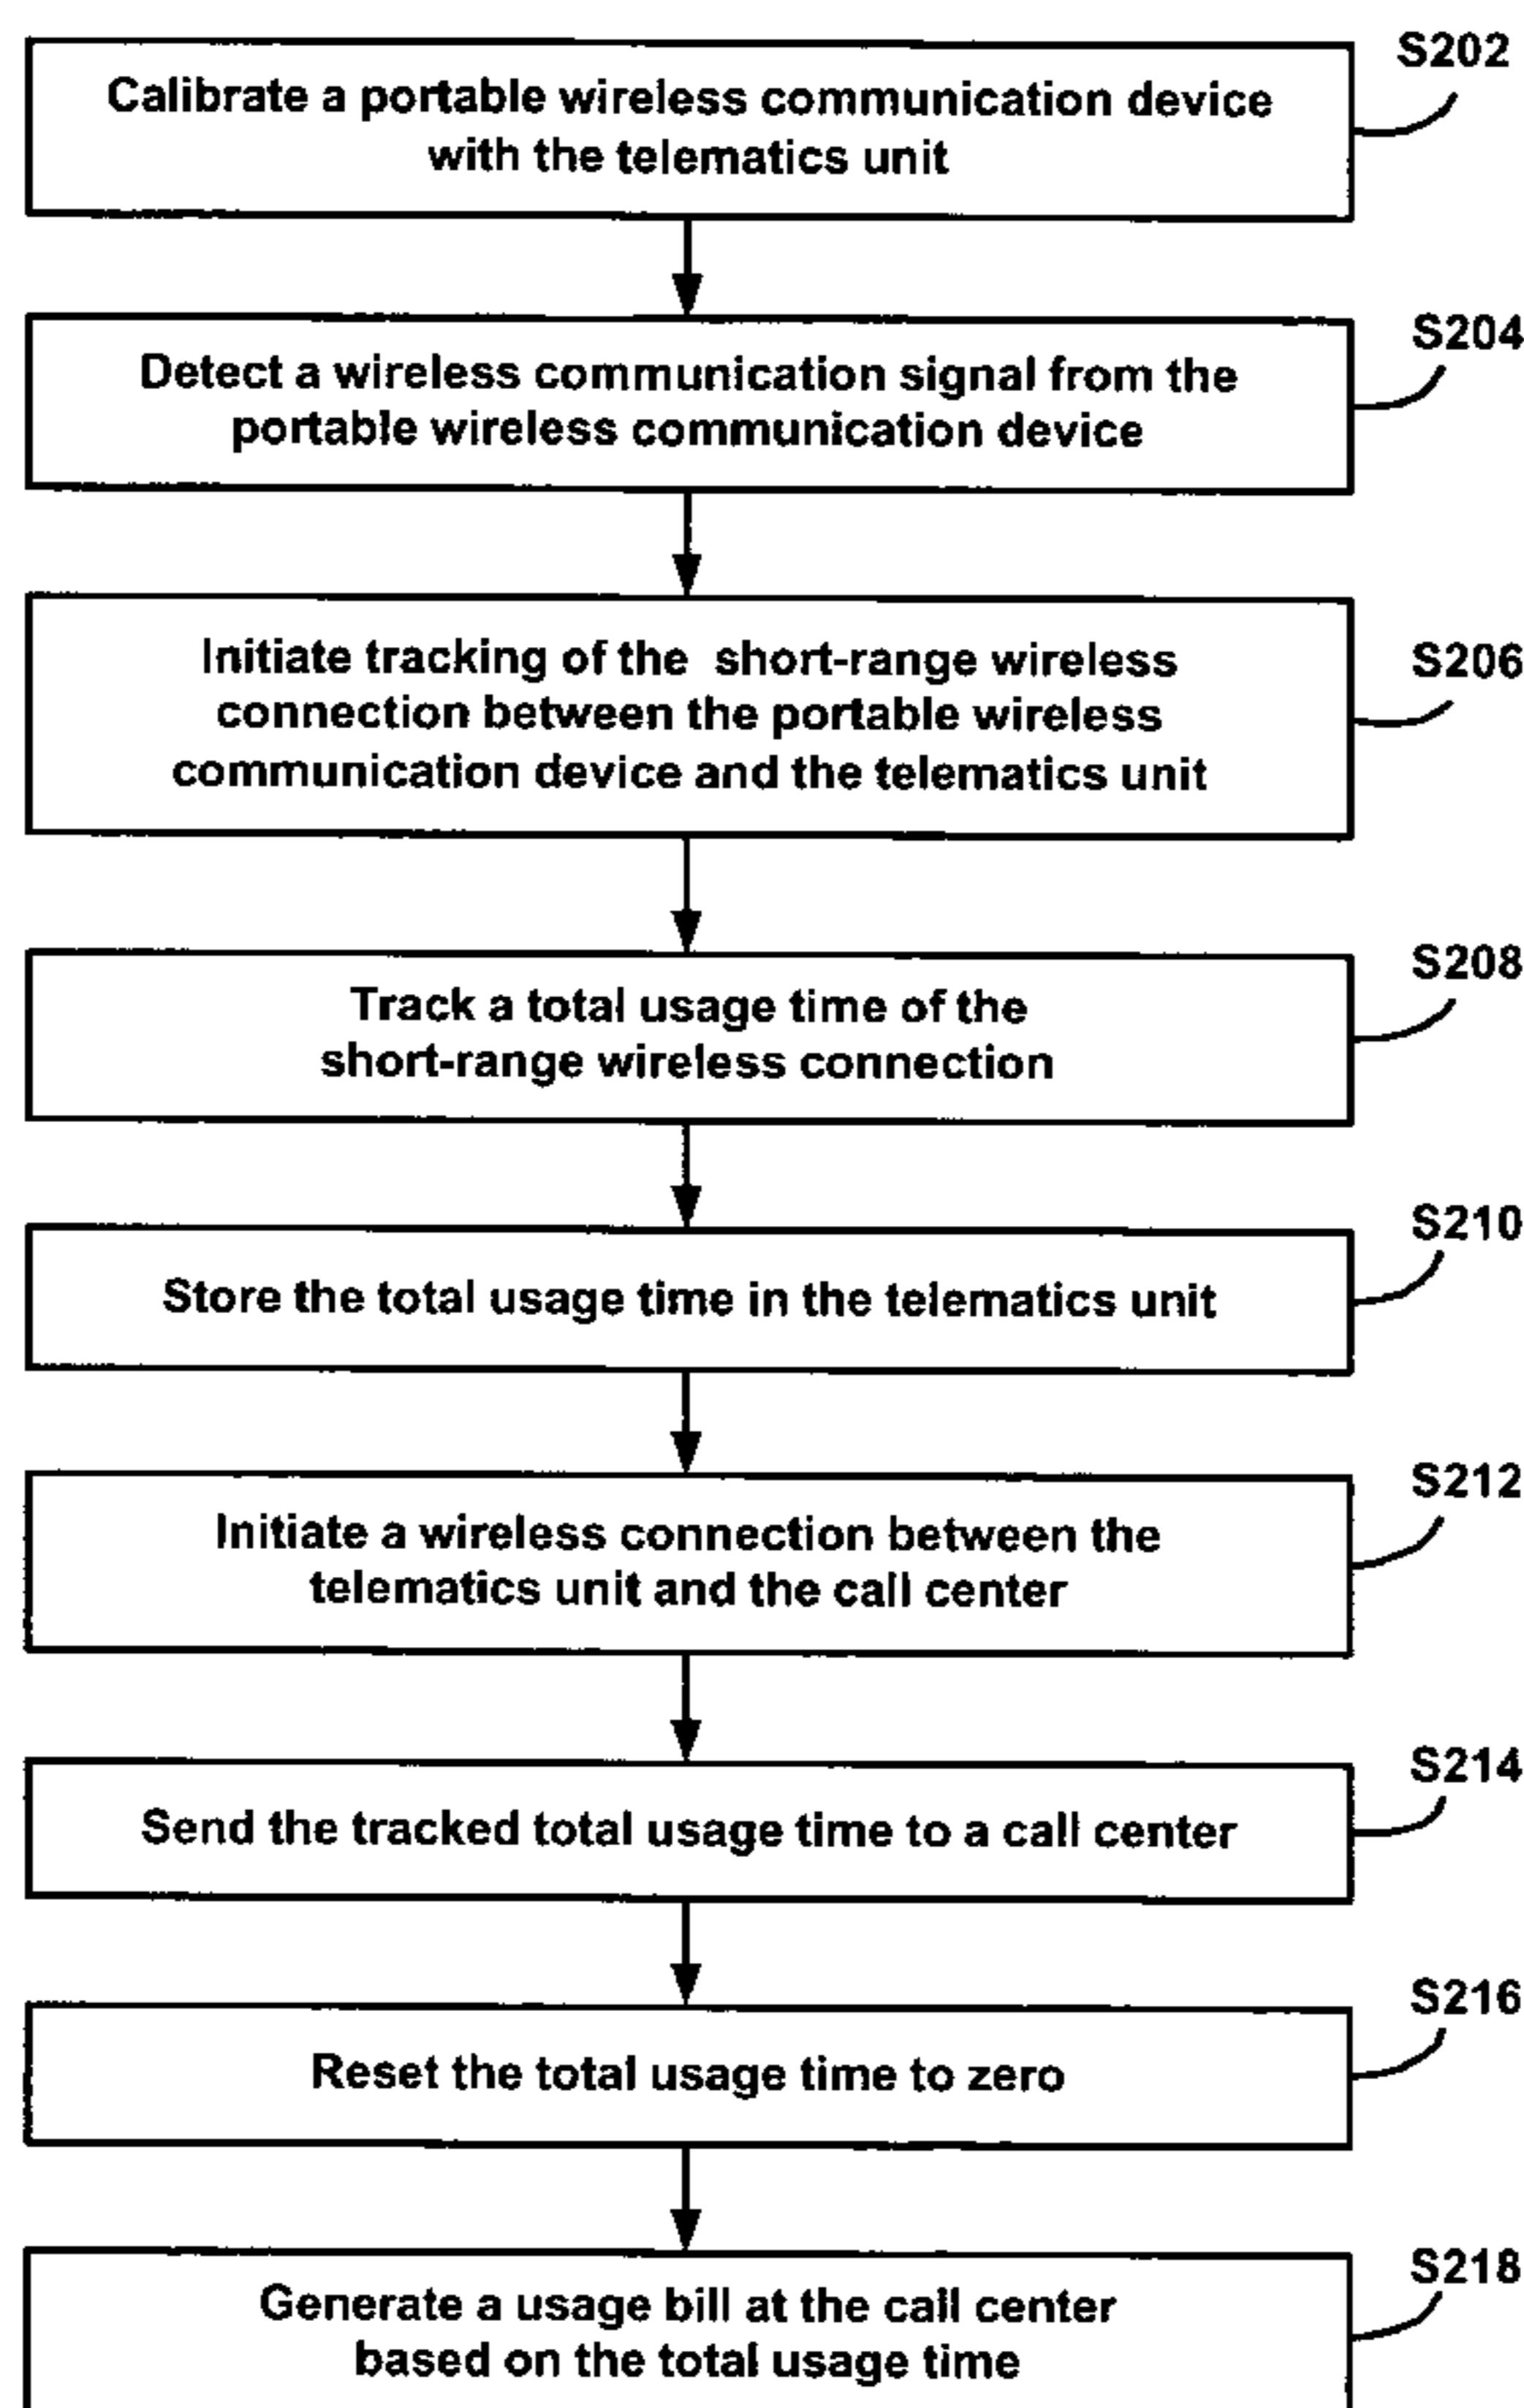 S202
Calibrate a portable wireless communication device
with the telematics unit
S204
Detect a wireless communication signal from the
portable wireless communication device
S206
Initiate tracking of the short-range wireless
connection between the portable wireless
communication device and the telematics unit
S208
Track a total usage time of the
short-range wireless connection
S210
Store the total usage time in the telematics unit
S212
Initiate a wireless connection between the
telematics unit and the call center
S214
Send the tracked total usage time to a call center
S216
Reset the total usage time to zero
S218
Generate a usage bill at the call center
based on the total usage time